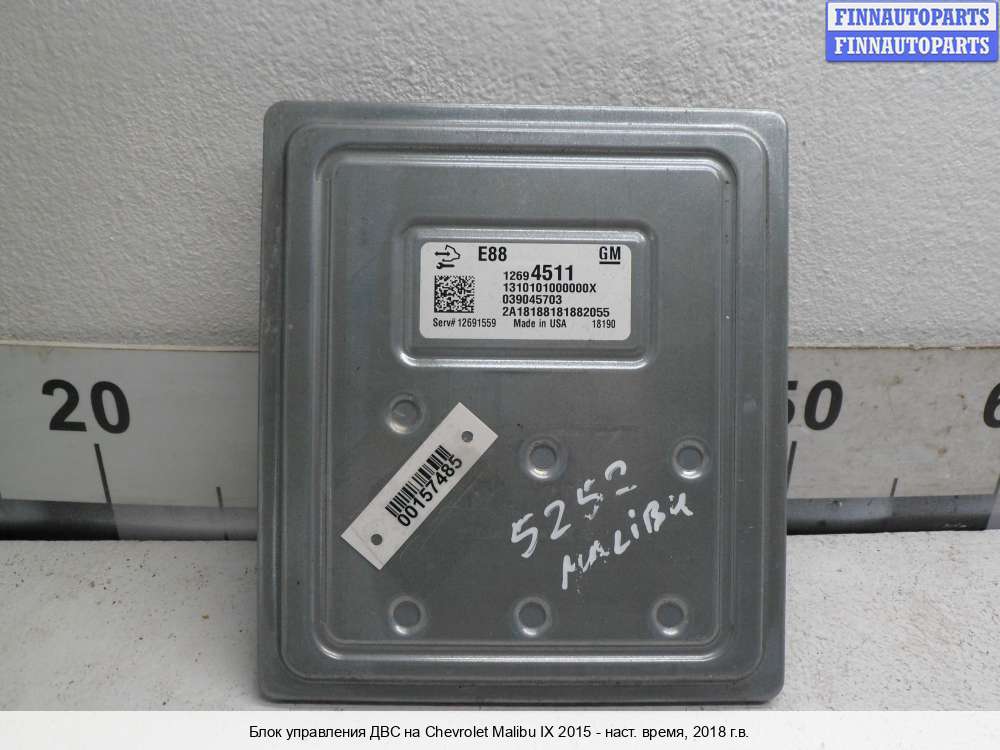 FINNAUTOPARTS
FINNAUTOPARTS
E88
GM
12694511
1310101000000X
039045703
2A18188181882055
Serv# 12691559 Made in USA 18190
20
50
00157485
MALIBU
Блок управления ДВС на Chevrolet Malibu IX 2015 - наст. время, 2018 г.в.